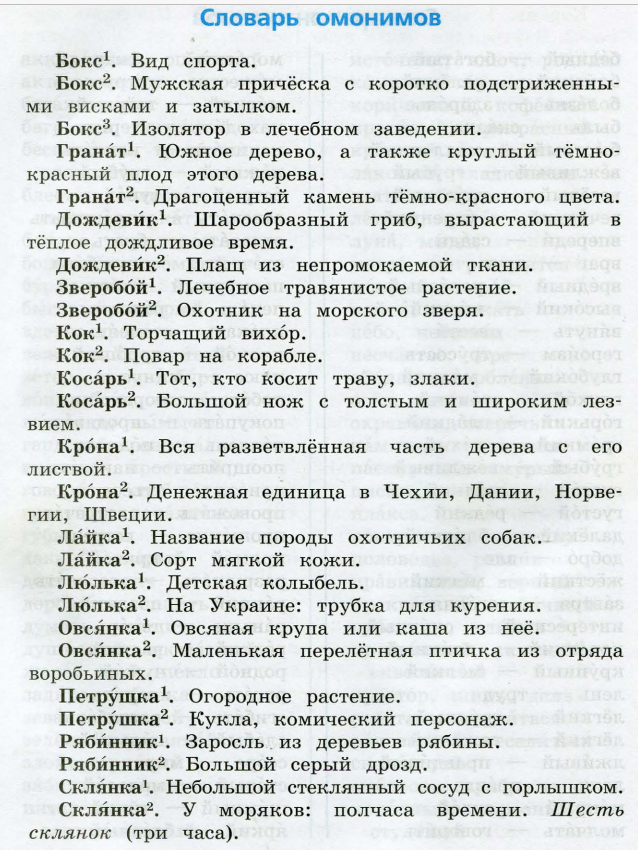 Словарь омонимов
Бокс¹. Вид спорта.
Бокс². Мужская причёска с коротко подстриженны-
ми висками и затылком.
Бокс³. Изолятор в лечебном заведении.
Грана́т¹. Южное дерево, а также круглый тёмно-
красный плод этого дерева.
Грана́т². Драгоценный камень тёмно-красного цвета.
Дождеви́к¹. Шарообразный гриб, вырастающий в
тёплое дождливое время.
Дождеви́к². Плащ из непромокаемой ткани.
Зверобо́й¹. Лечебное травянистое растение.
Зверобо́й². Охотник на морского зверя.
Кок¹. Торчащий вихо́р.
Кок². Повар на корабле.
Коса́рь¹. Тот, кто косит траву, злаки.
Коса́рь². Большой нож с толстым и широким лез-
вием.
Кро́на¹. Вся разветвлённая часть дерева с его
листвой.
Кро́на². Денежная единица в Чехии, Дании, Норве-
гии, Швеции.
Ла́йка¹. Название породы охотничьих собак..
Ла́йка². Сорт мягкой кожи.
Лю́лька¹. Детская колыбель.
Лю́лька². На Украине: трубка для курения.
Овся́нка¹. Овсяная крупа или каша из неё.
Овся́нка². Маленькая перелётная птичка из отряда
воробьиных.
Петру́шка¹. Огородное растение.
Петру́шка². Кукла, комический персонаж.
Ряби́нник¹. Заросль из деревьев рябины.
Ряби́нник². Большой серый дрозд.
Скля́нка¹. Небольшой стеклянный сосуд с горлышком.
Скля́нка². У моряков: полчаса времени. Шесть
склянок (три часа).